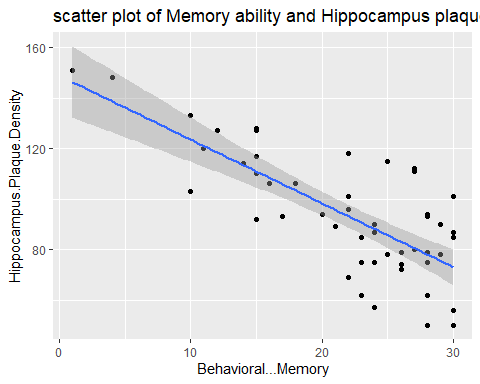 scatter plot of Memory ability and Hippocampus plaque
160
120
80
Hippocampus.Plaque.Density
0
10
20
30
Behavioral...Memory